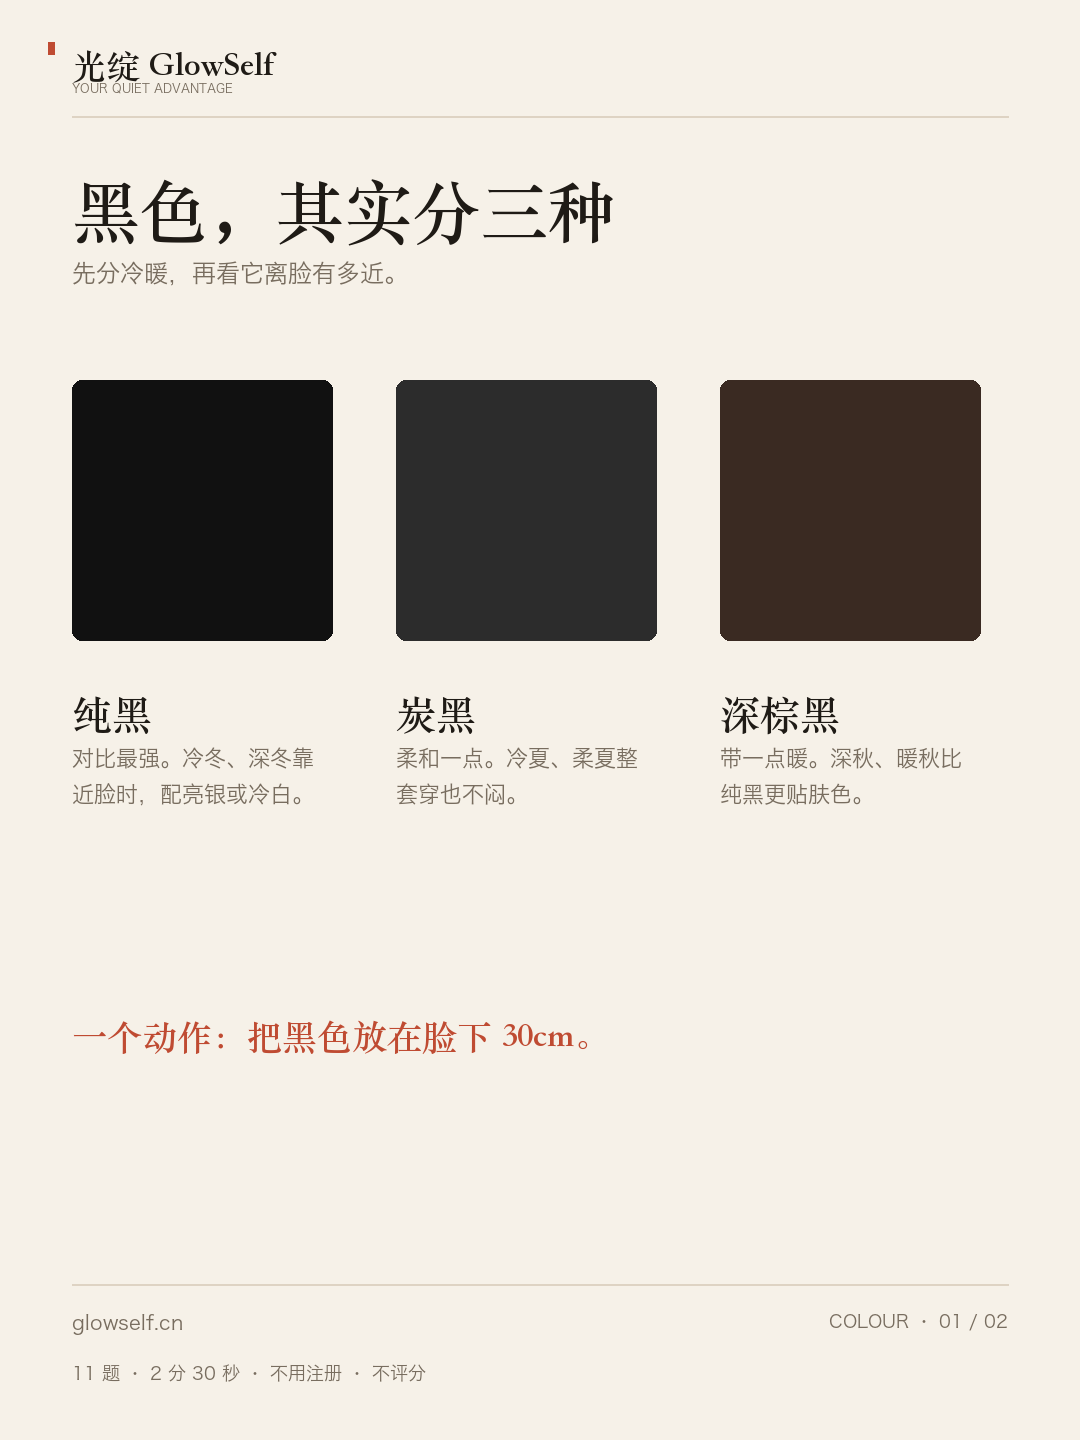 光绽 GlowSelf
YOUR QUIET ADVANTAGE
黑色，其实分三种
先分冷暖，再看它离脸有多近。
纯黑
对比最强。冷冬、深冬靠
近脸时，配亮银或冷白。
炭黑
柔和一点。冷夏、柔夏整
套穿也不闷。
深棕黑
带一点暖。深秋、暖秋比
纯黑更贴肤色。
一个动作：把黑色放在脸下 30cm。
glowself.cn
COLOUR · 01 / 02
11 题 · 2 分 30 秒 · 不用注册 · 不评分